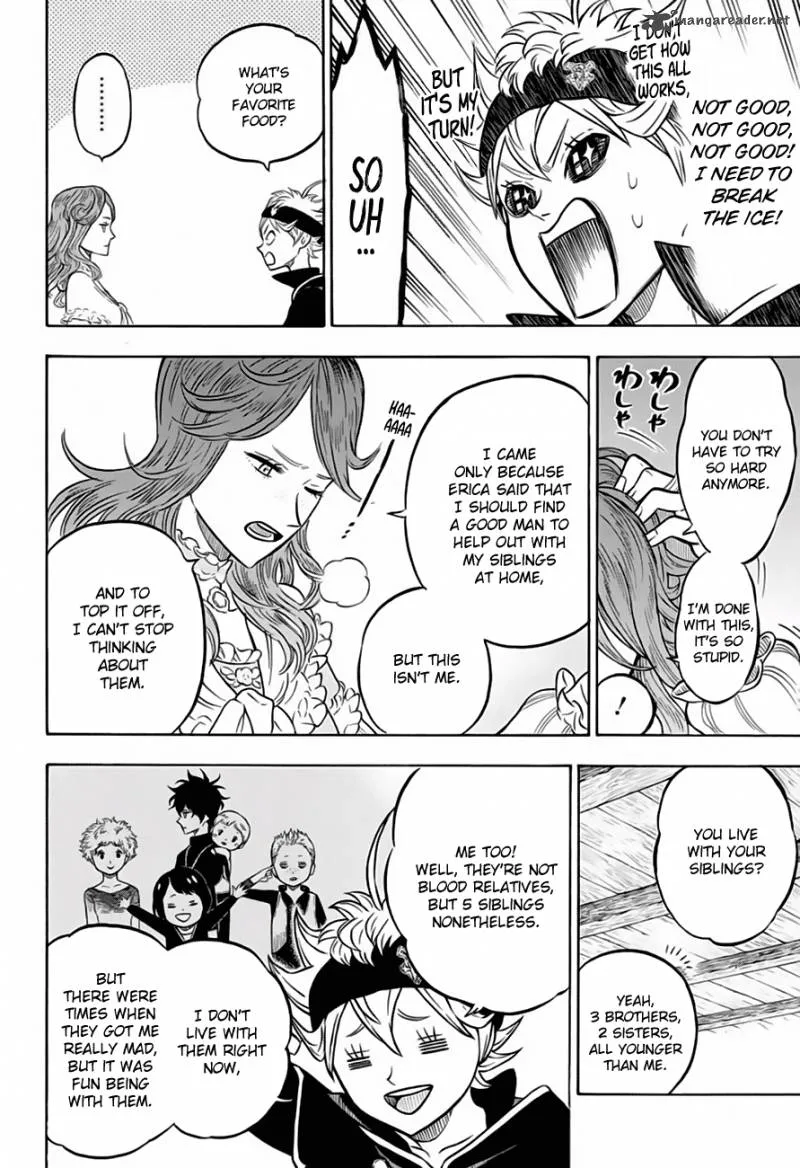 mangareader.net
I DON'T
GET HOW
THIS ALL
WORKS,
BUT
IT'S MY
TURN!
NOT GOOD,
NOT GOOD,
NOT GOOD!
I NEED TO
BREAK
THE ICE!
SO
UH
...
WHAT'S
YOUR
FAVORITE
FOOD?
........
YOU DON'T
HAVE TO TRY
SO HARD
ANYMORE.
わしゃ
わしゃ
I'M DONE
WITH THIS,
IT'S SO
STUPID.
!
I CAME
ONLY BECAUSE
ERICA SAID THAT
I SHOULD FIND
A GOOD MAN TO
HELP OUT WITH
MY SIBLINGS
AT HOME,
BUT THIS
ISN'T ME.
HAA-
AAAA
...
AND TO
TOP IT OFF,
I CAN'T STOP
THINKING
ABOUT
THEM.
YOU LIVE
WITH YOUR
SIBLINGS?
YEAH,
3 BROTHERS,
2 SISTERS,
ALL YOUNGER
THAN ME.
ME TOO!
WELL, THEY'RE NOT
BLOOD RELATIVES,
BUT 5 SIBLINGS
NONETHELESS.
I DON'T
LIVE WITH
THEM RIGHT
NOW,
BUT
THERE WERE
TIMES WHEN
THEY GOT ME
REALLY MAD,
BUT IT WAS
FUN BEING
WITH THEM.